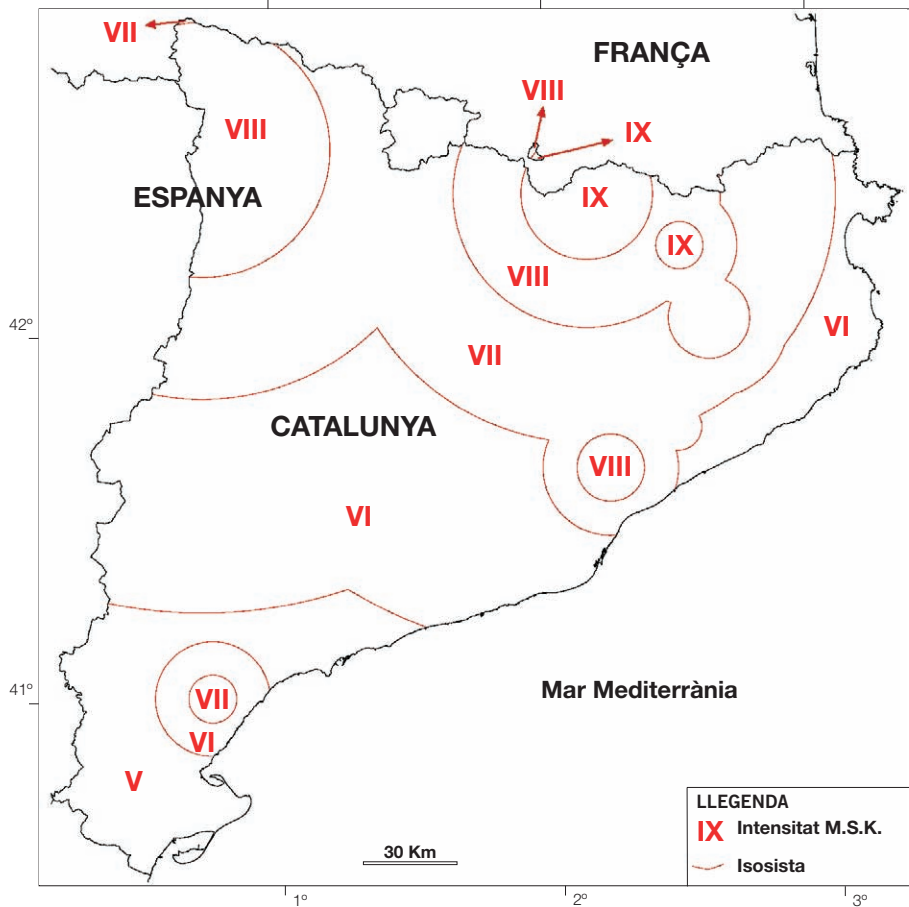 VII
FRANÇA
VIII
VIII
IX
ESPANYA
IX
IX
VIII
42º
VI
VII
CATALUNYA
VIII
VI
41º
VII
Mar Mediterrània
VI
V
LLEGENDA
IX Intensitat M.S.K.
30 Km
Isosista
1º
2º
3º